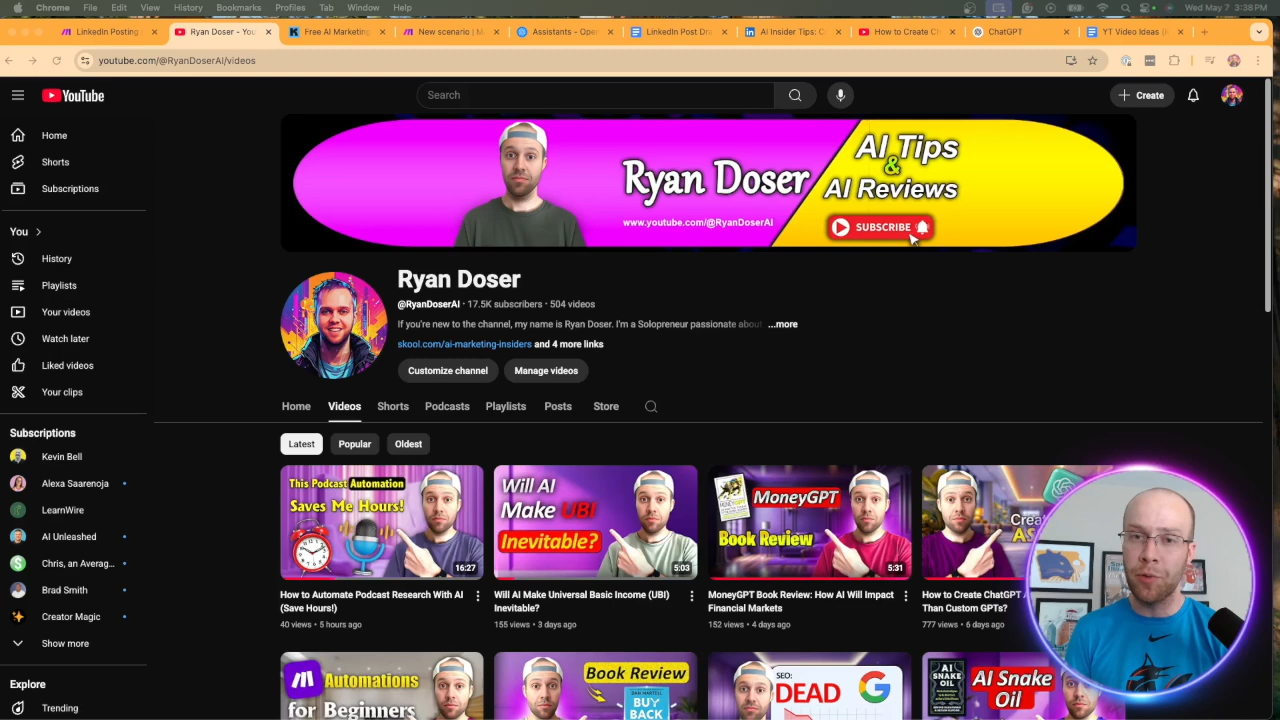 Chrome File Edit View History Bookmarks Profiles Tab Window Help
Wed May 7 3:38 PM
LinkedIn Posting
Ryan Doser - You
Free AI Marketing
New scenario | M
Assistants - Open
LinkedIn Post Dra
AI Insider Tips: C
How to Create Ch
ChatGPT
YT Video Ideas (
youtube.com/@RyanDoserAI/videos
YouTube
Search
Create
Home
Shorts
Subscriptions
You
History
Playlists
Your videos
Watch later
Liked videos
Your clips
Subscriptions
Kevin Bell
Alexa Saarenoja
LearnWire
AI Unleashed
Chris, an Averag...
Brad Smith
Creator Magic
Show more
Explore
Trending
Ryan Doser
www.youtube.com/@RyanDoserAI
AI Tips
&
AI Reviews
SUBSCRIBE
Ryan Doser
@RyanDoserAI • 17.5K subscribers • 504 videos
If you're new to the channel, my name is Ryan Doser. I'm a Solopreneur passionate about ...more
skool.com/ai-marketing-insiders and 4 more links
Customize channel
Manage videos
Home Videos Shorts Podcasts Playlists Posts Store
Latest Popular Oldest
This Podcast Automation
Saves Me Hours!
16:27
How to Automate Podcast Research With AI
(Save Hours!)
40 views • 5 hours ago
Will AI
Make UBI
Inevitable?
5:03
Will AI Make Universal Basic Income (UBI)
Inevitable?
155 views • 3 days ago
MoneyGPT
Book Review
5:31
MoneyGPT Book Review: How AI Will Impact
Financial Markets
152 views • 4 days ago
Creat
AS
How to Create ChatGPT A
Than Custom GPTs?
777 views • 6 days ago
Automations
for Beginners
Book Review
DAN MARTELL
BUY
BACK
SEO:
DEAD
AI SNAKE
OIL
AI Snake
Oil